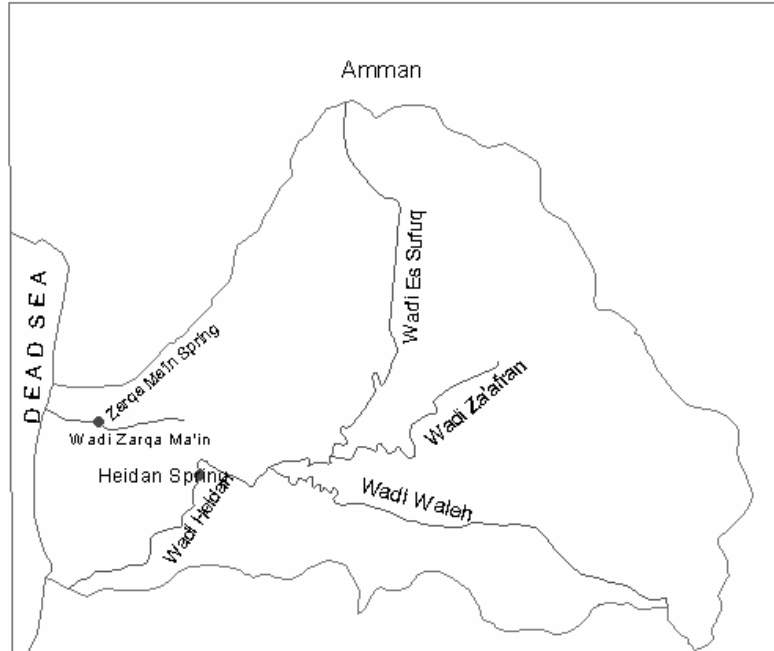 Amman
Wadi Es Sufuq
DEAD SEA
Zarqa Ma'in Spring
Wadi Za'afran
Wadi Zarqa Ma'in
Heidan Spring
Wadi Waleh
Wadi Heidan